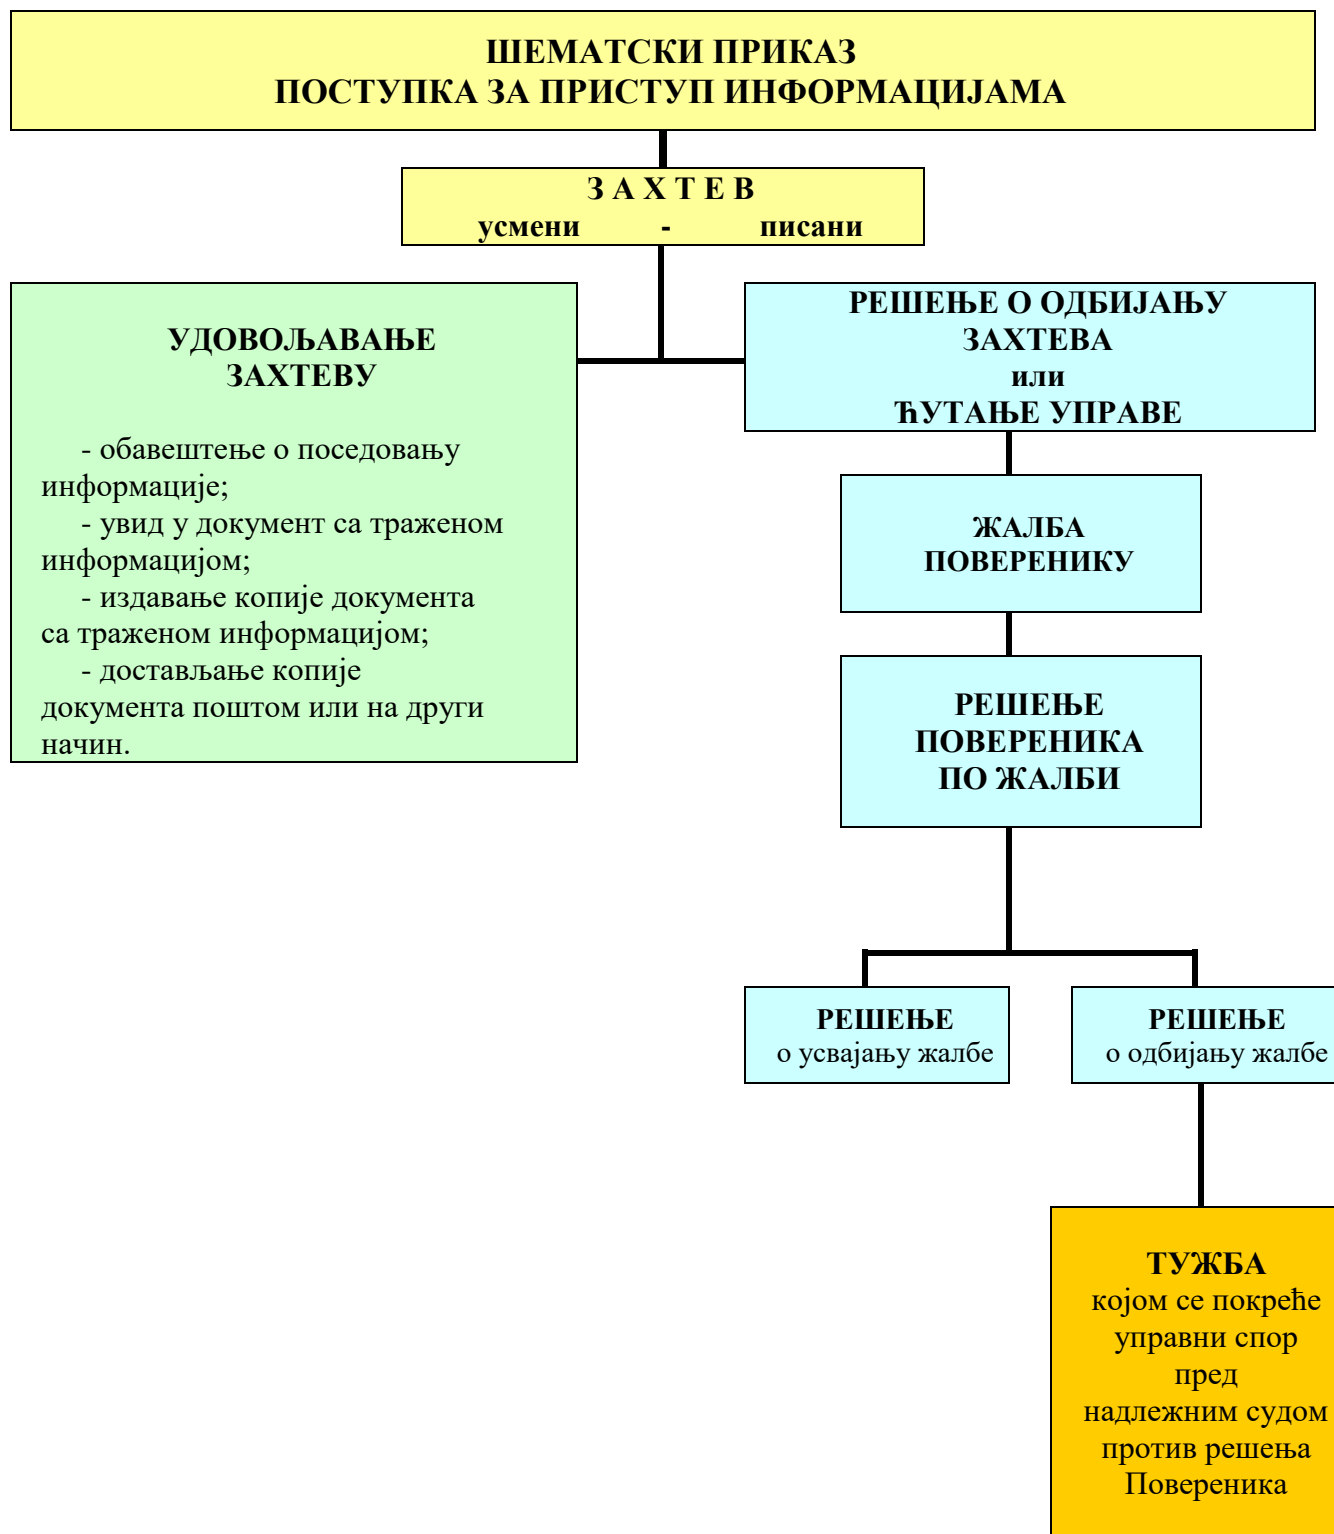 ШЕМАТСКИ ПРИКАЗ
ПОСТУПКА ЗА ПРИСТУП ИНФОРМАЦИЈАМА
З А Х Т Е В
усмени - писани
УДОВОЉАВАЊЕ
ЗАХТЕВУ
- обавештење о поседовању
информације;
- увид у документ са траженом
информацијом;
- издавање копије документа
са траженом информацијом;
- достављање копије
документа поштом или на други
начин.
РЕШЕЊЕ О ОДБИЈАЊУ
ЗАХТЕВА
или
ЋУТАЊЕ УПРАВЕ
ЖАЛБА
ПОВЕРЕНИКУ
РЕШЕЊЕ
ПОВЕРЕНИКА
ПО ЖАЛБИ
РЕШЕЊЕ
о усвајању жалбе
РЕШЕЊЕ
о одбијању жалбе
ТУЖБА
којом се покреће
управни спор
пред
надлежним судом
против решења
Повереника